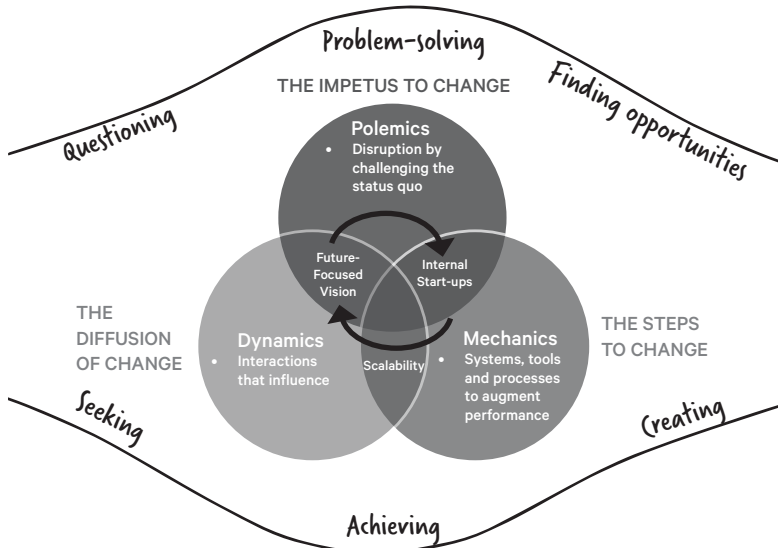 Problem-solving
Questioning
Finding opportunities
THE IMPETUS TO CHANGE
Polemics
• Disruption by
challenging the
status quo
Future-
Focused
Vision
Internal
Start-ups
THE
DIFFUSION
OF CHANGE
Dynamics
• Interactions
that influence
Scalability
Mechanics
• Systems, tools
and processes
to augment
performance
THE STEPS
TO CHANGE
Seeking
Achieving
Creating